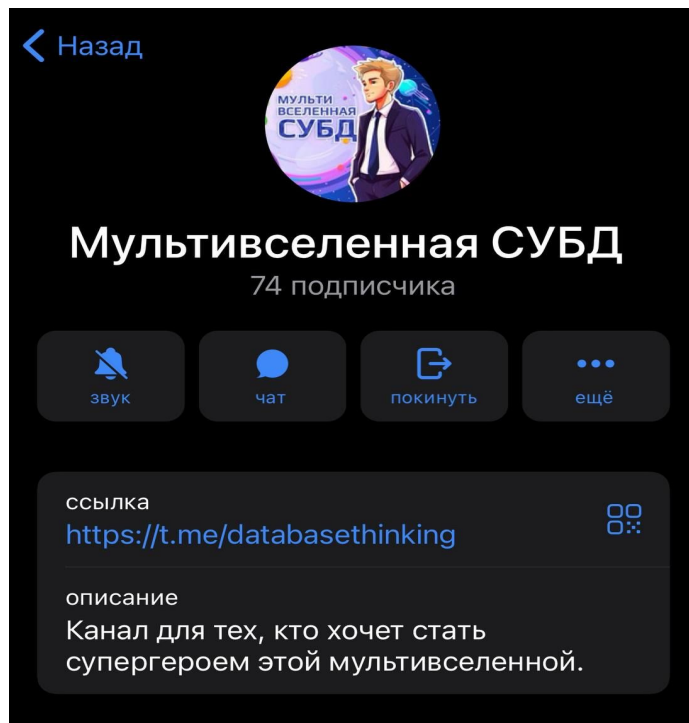 Назад
МУЛЬТИ
ВСЕЛЕННАЯ
СУБД
Мультивселенная СУБД
74 подписчика
звук
чат
покинуть
ещё
ссылка
https://t.me/databasethinking
описание
Канал для тех, кто хочет стать
супергероем этой мультивселенной.